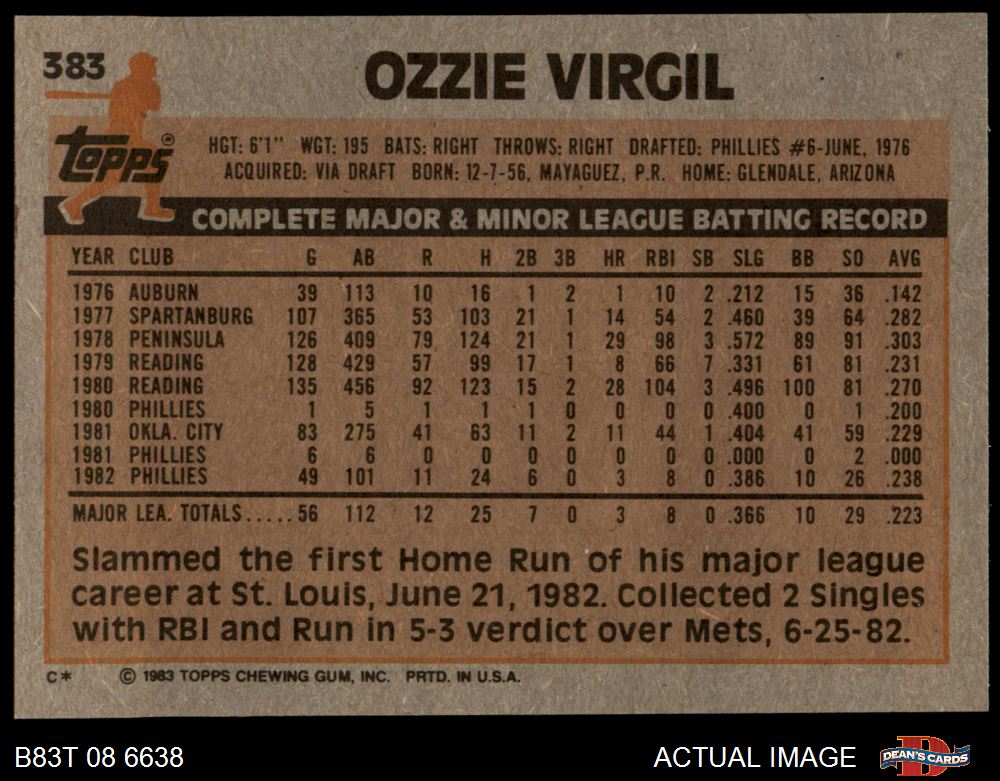 383
OZZIE VIRGIL
Topps®
HGT: 6'1" WGT: 195 BATS: RIGHT THROWS: RIGHT DRAFTED: PHILLIES #6-JUNE, 1976
ACQUIRED: VIA DRAFT BORN: 12-7-56, MAYAGUEZ, P.R. HOME: GLENDALE, ARIZONA
COMPLETE MAJOR & MINOR LEAGUE BATTING RECORD
YEAR CLUB G AB R H 2B 3B HR RBI SB SLG BB SO AVG
1976 AUBURN 39 113 10 16 1 2 1 10 2 .212 15 36 .142
1977 SPARTANBURG 107 365 53 103 21 1 14 54 2 .460 39 64 .282
1978 PENINSULA 126 409 79 124 21 1 29 98 3 .572 89 91 .303
1979 READING 128 429 57 99 17 1 8 66 7 .331 61 81 .231
1980 READING 135 456 92 123 15 2 28 104 3 .496 100 81 .270
1980 PHILLIES 1 5 1 1 1 0 0 0 0 .400 0 1 .200
1981 OKLA. CITY 83 275 41 63 11 2 11 44 1 .404 41 59 .229
1981 PHILLIES 6 6 0 0 0 0 0 0 0 .000 0 2 .000
1982 PHILLIES 49 101 11 24 6 0 3 8 0 .386 10 26 .238
MAJOR LEA. TOTALS.....56 112 12 25 7 0 3 8 0 .366 10 29 .223
Slammed the first Home Run of his major league
career at St. Louis, June 21, 1982. Collected 2 Singles
with RBI and Run in 5-3 verdict over Mets, 6-25-82.
C* © 1983 TOPPS CHEWING GUM, INC. PRTD. IN U.S.A.
B83T 08 6638 ACTUAL IMAGE DEAN'S CARDS